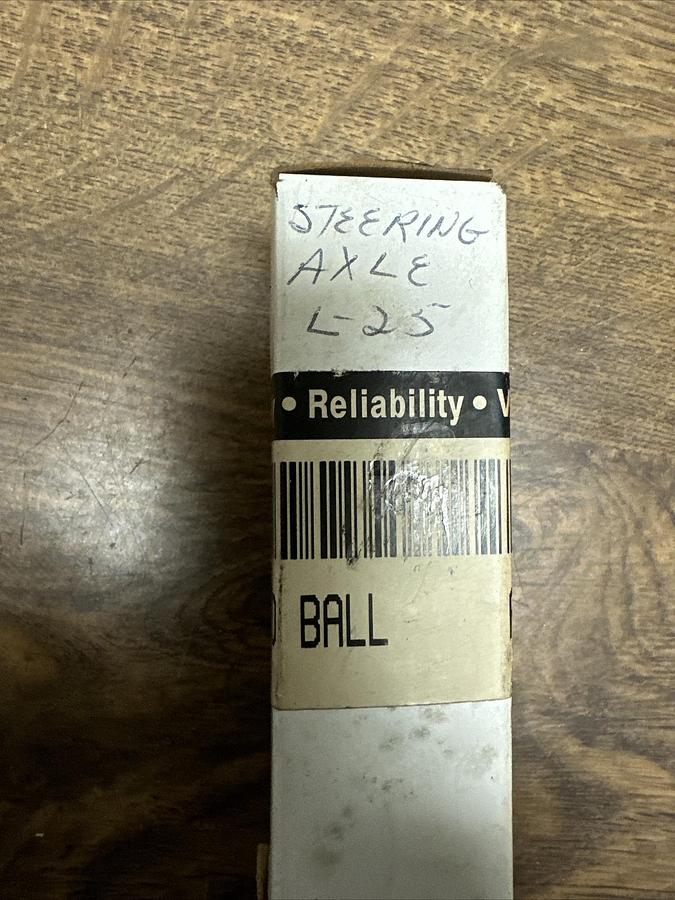 STEERING
AXLE
L-25
• Reliability • V
BALL